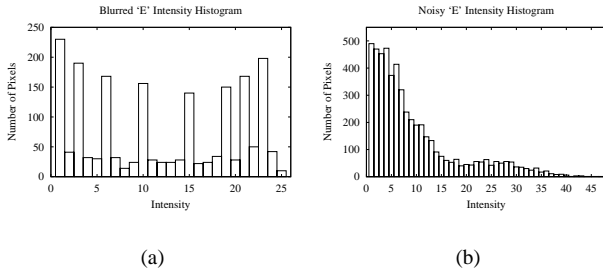 Blurred ‘E’ Intensity Histogram
250
200
150
100
50
0
Number of Pixels
0 5 10 15 20 25
Intensity
(a)
Noisy ‘E’ Intensity Histogram
500
400
300
200
100
0
Number of Pixels
0 5 10 15 20 25 30 35 40 45
Intensity
(b)